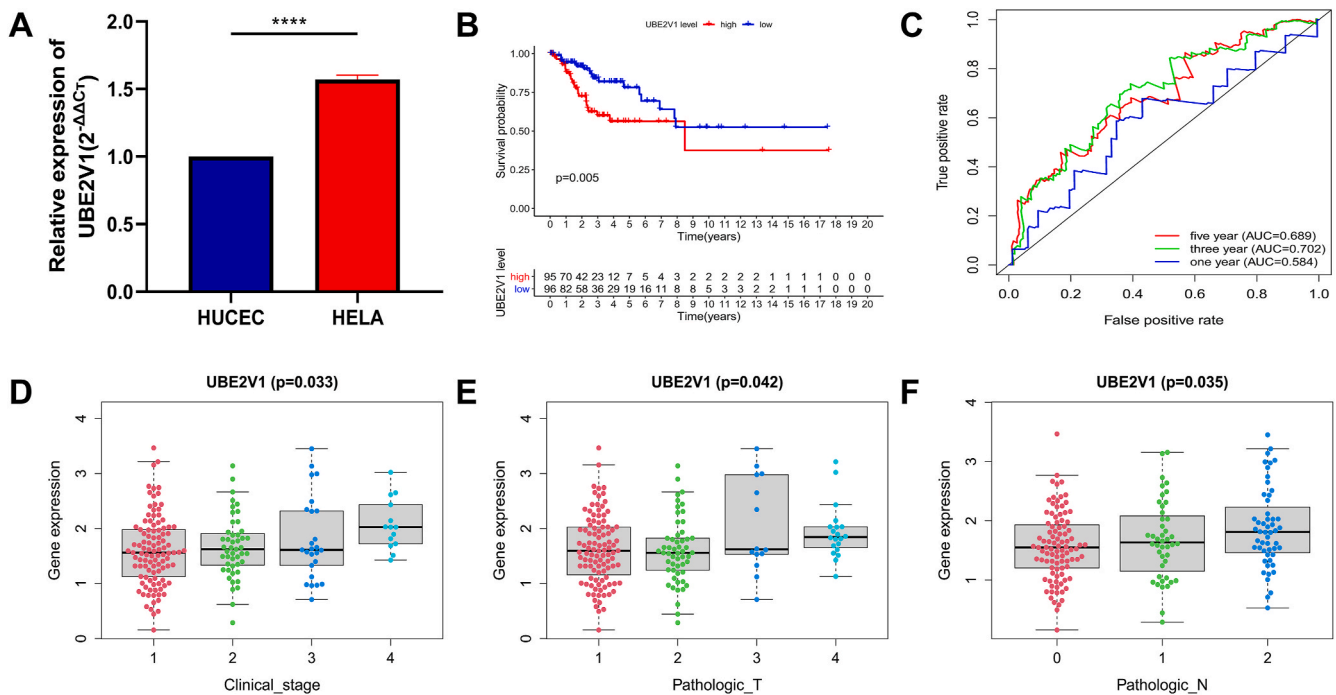 A
Relative expression of
UBE2V1(2^-ΔΔCT)
2.0
1.5
1.0
0.5
0.0
****
HUCEC
HELA
B
UBE2V1 level
high
low
Survival probability
1.00
0.75
0.50
0.25
0.00
p=0.005
0 1 2 3 4 5 6 7 8 9 10 11 12 13 14 15 16 17 18 19 20
Time(years)
UBE2V1 level
high 95 70 42 23 12 7 5 4 3 2 2 2 2 2 1 1 1 1 0 0 0
low 96 82 58 36 29 19 16 11 8 8 5 3 3 2 2 1 1 1 0 0 0
0 1 2 3 4 5 6 7 8 9 10 11 12 13 14 15 16 17 18 19 20
Time(years)
C
True positive rate
1.0
0.8
0.6
0.4
0.2
0.0
five year (AUC=0.689)
three year (AUC=0.702)
one year (AUC=0.584)
0.0 0.2 0.4 0.6 0.8 1.0
False positive rate
D
UBE2V1 (p=0.033)
Gene expression
4
3
2
1
0
1 2 3 4
Clinical_stage
E
UBE2V1 (p=0.042)
Gene expression
4
3
2
1
0
1 2 3 4
Pathologic_T
F
UBE2V1 (p=0.035)
Gene expression
4
3
2
1
0 1 2
Pathologic_N